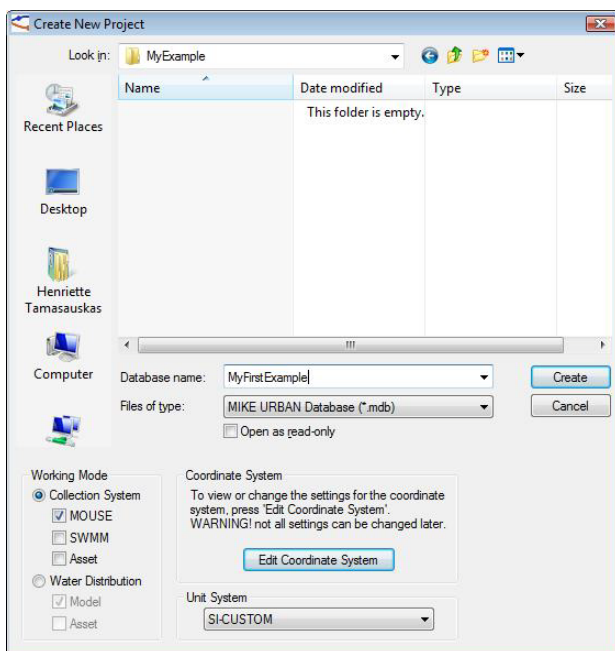 Create New Project
Look in: MyExample
Name Date modified Type Size
This folder is empty.
Recent Places
Desktop
Henriette
Tamasauskas
Computer
Database name: MyFirstExample Create
Files of type: MIKE URBAN Database (*.mdb) Cancel
Open as read-only
Working Mode
Collection System
MOUSE
SWMM
Asset
Water Distribution
Model
Asset
Coordinate System
To view or change the settings for the coordinate
system, press 'Edit Coordinate System'.
WARNING! not all settings can be changed later.
Edit Coordinate System
Unit System
SI-CUSTOM